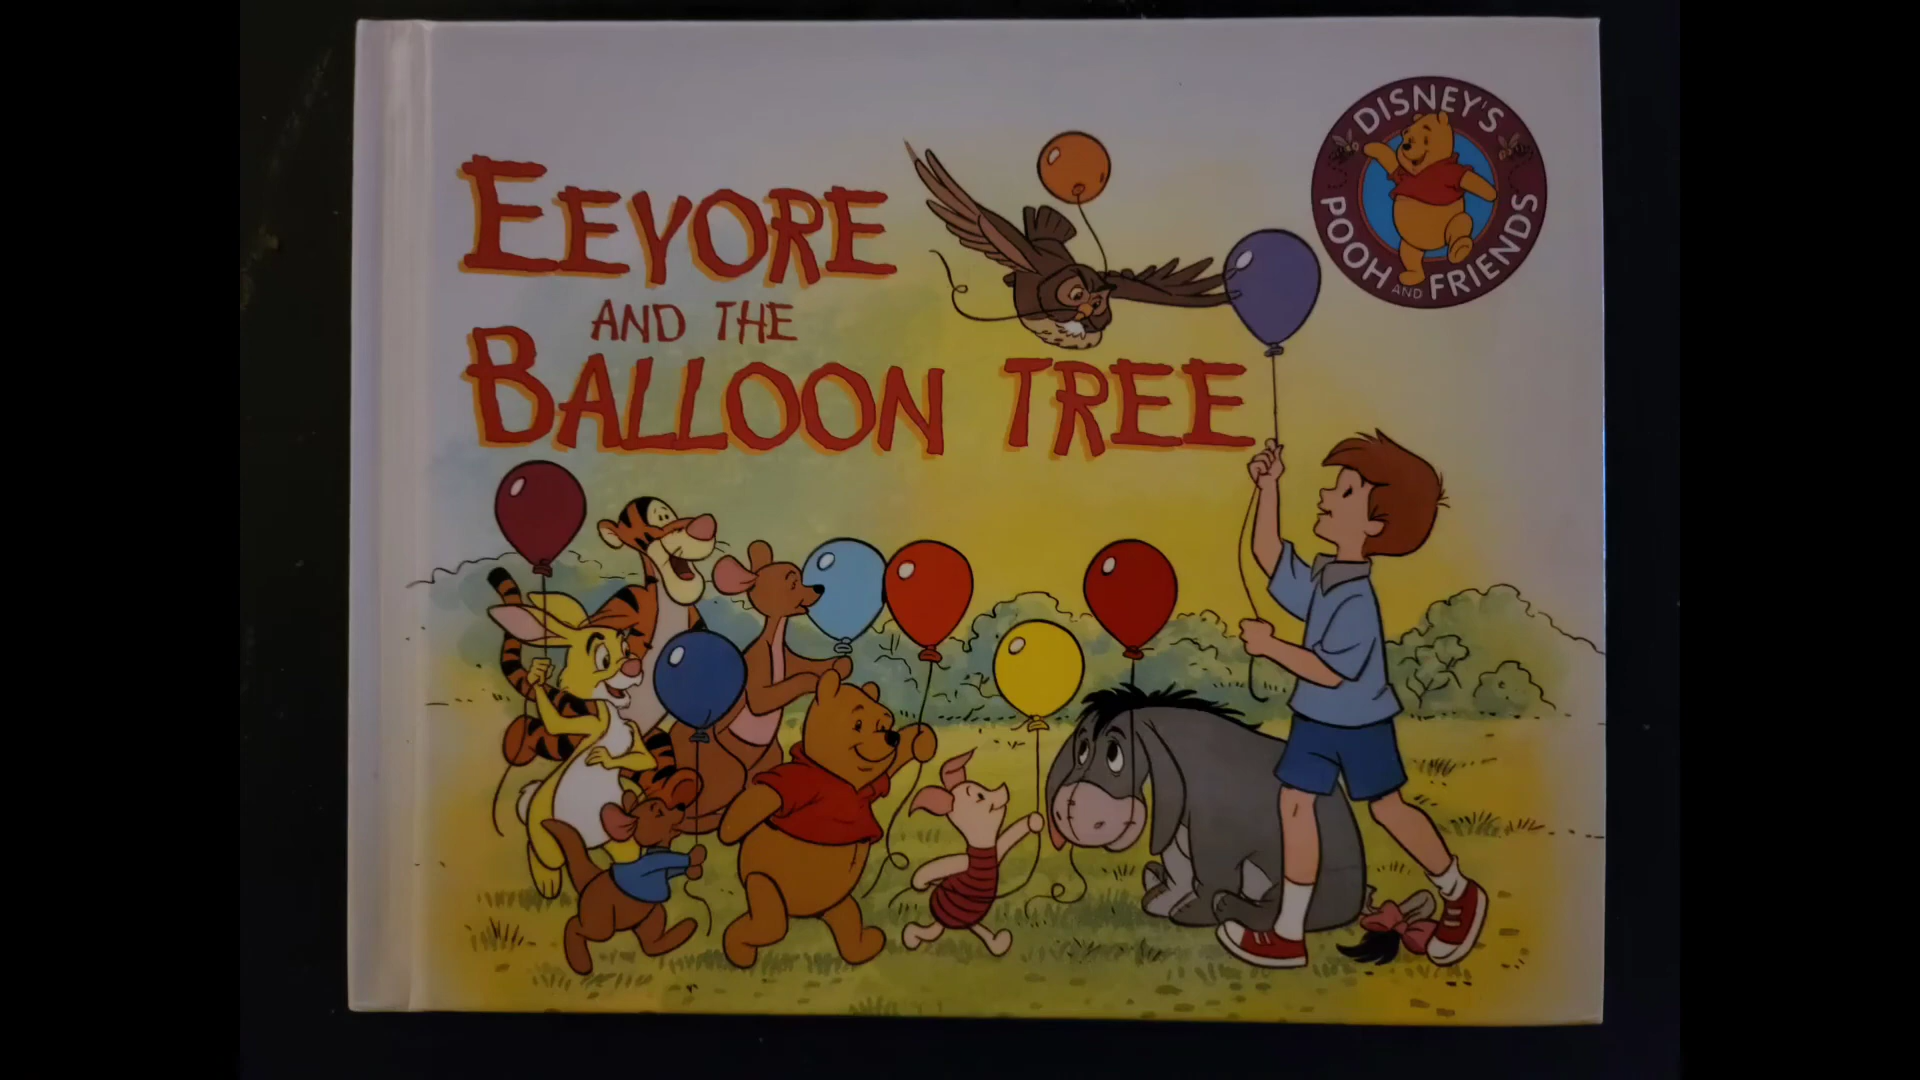 EEYORE
AND THE
BALLOON TREE
DISNEY'S
POOH AND FRIENDS